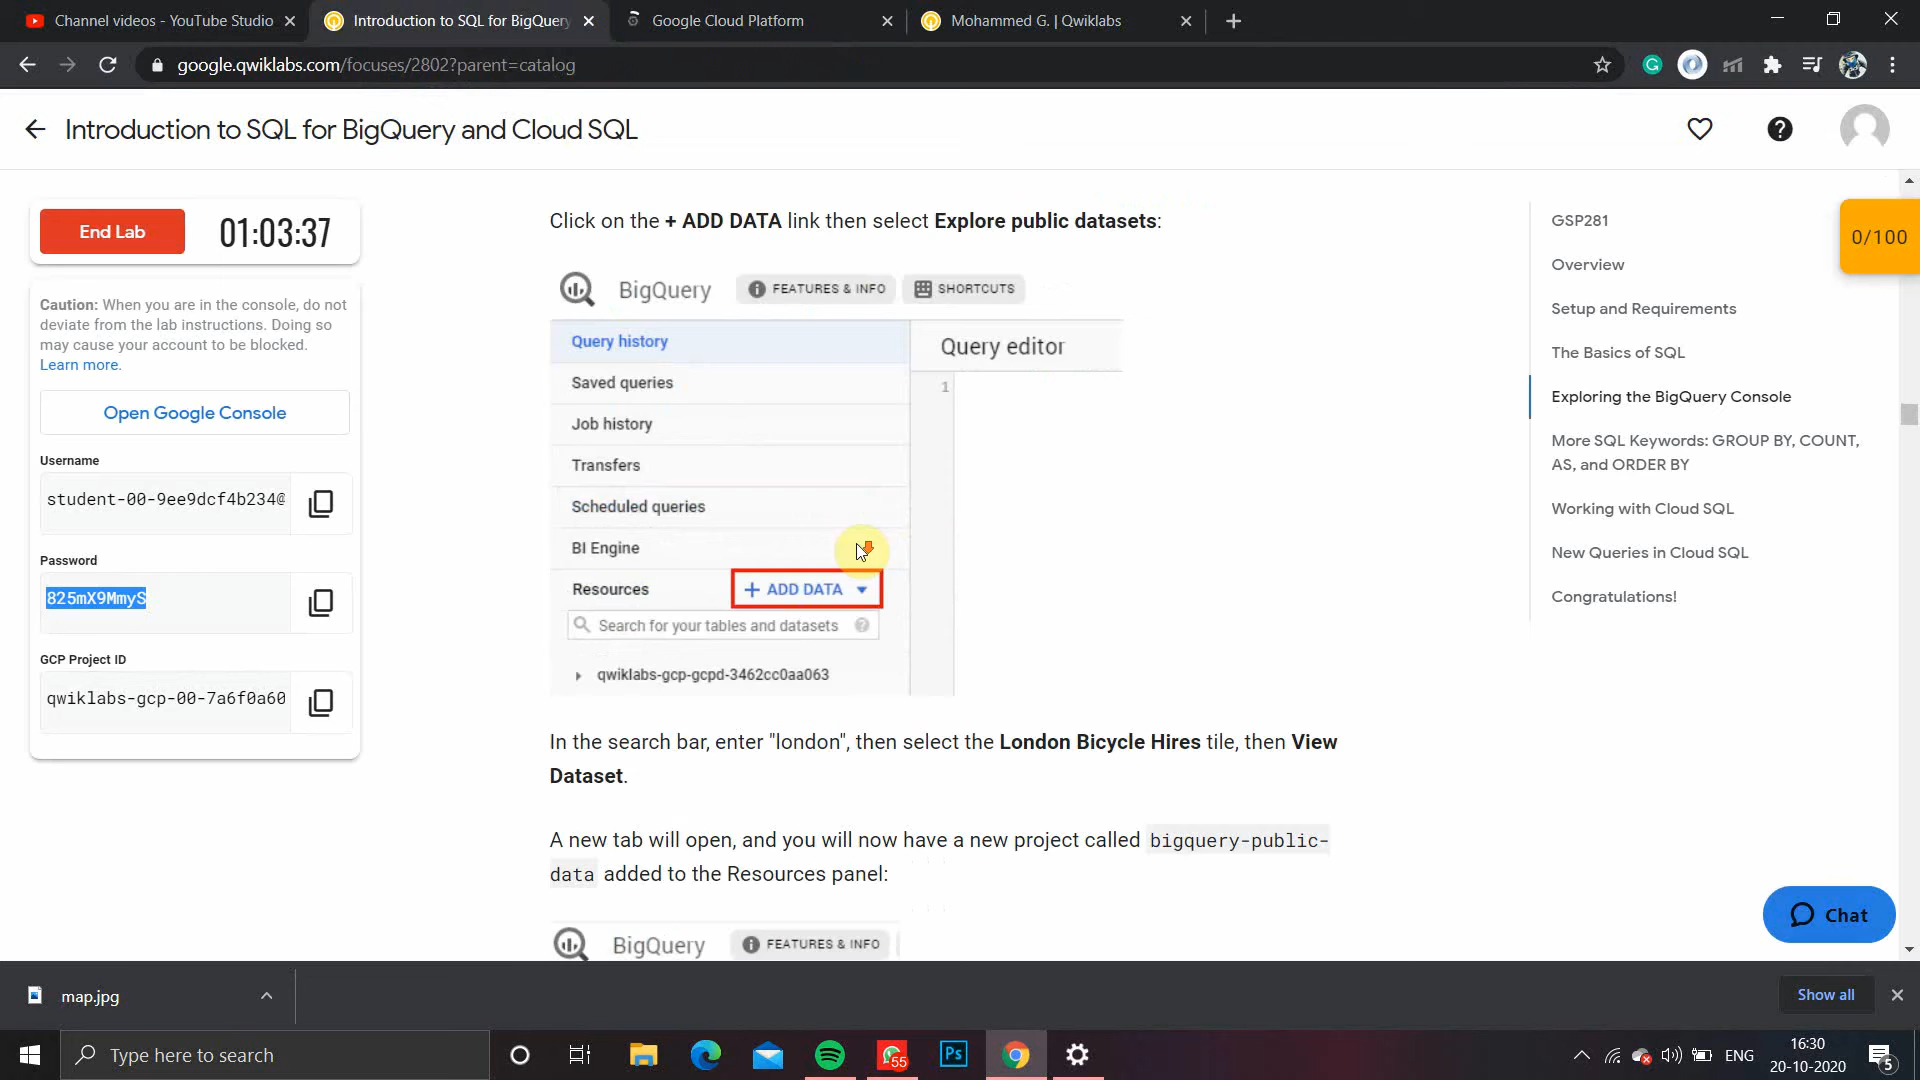 Channel videos - YouTube Studio
Introduction to SQL for BigQuery
Google Cloud Platform
Mohammed G. | Qwiklabs
google.qwiklabs.com/focuses/2802?parent=catalog
Introduction to SQL for BigQuery and Cloud SQL
End Lab
01:03:37
Caution: When you are in the console, do not
deviate from the lab instructions. Doing so
may cause your account to be blocked.
Learn more.
Open Google Console
Username
student-00-9ee9dcf4b234@
Password
825mX9MmyS
GCP Project ID
qwiklabs-gcp-00-7a6f0a60
Click on the + ADD DATA link then select Explore public datasets:
BigQuery
FEATURES & INFO
SHORTCUTS
Query history
Saved queries
Job history
Transfers
Scheduled queries
BI Engine
Resources
+ ADD DATA
Search for your tables and datasets
qwiklabs-gcp-gcpd-3462cc0aa063
Query editor
1
In the search bar, enter "london", then select the London Bicycle Hires tile, then View
Dataset.
A new tab will open, and you will now have a new project called bigquery-public-
data added to the Resources panel:
BigQuery
FEATURES & INFO
GSP281
Overview
Setup and Requirements
The Basics of SQL
Exploring the BigQuery Console
More SQL Keywords: GROUP BY, COUNT,
AS, and ORDER BY
Working with Cloud SQL
New Queries in Cloud SQL
Congratulations!
0/100
Chat
map.jpg
Show all
Type here to search
55
Ps
ENG
16:30
20-10-2020
5